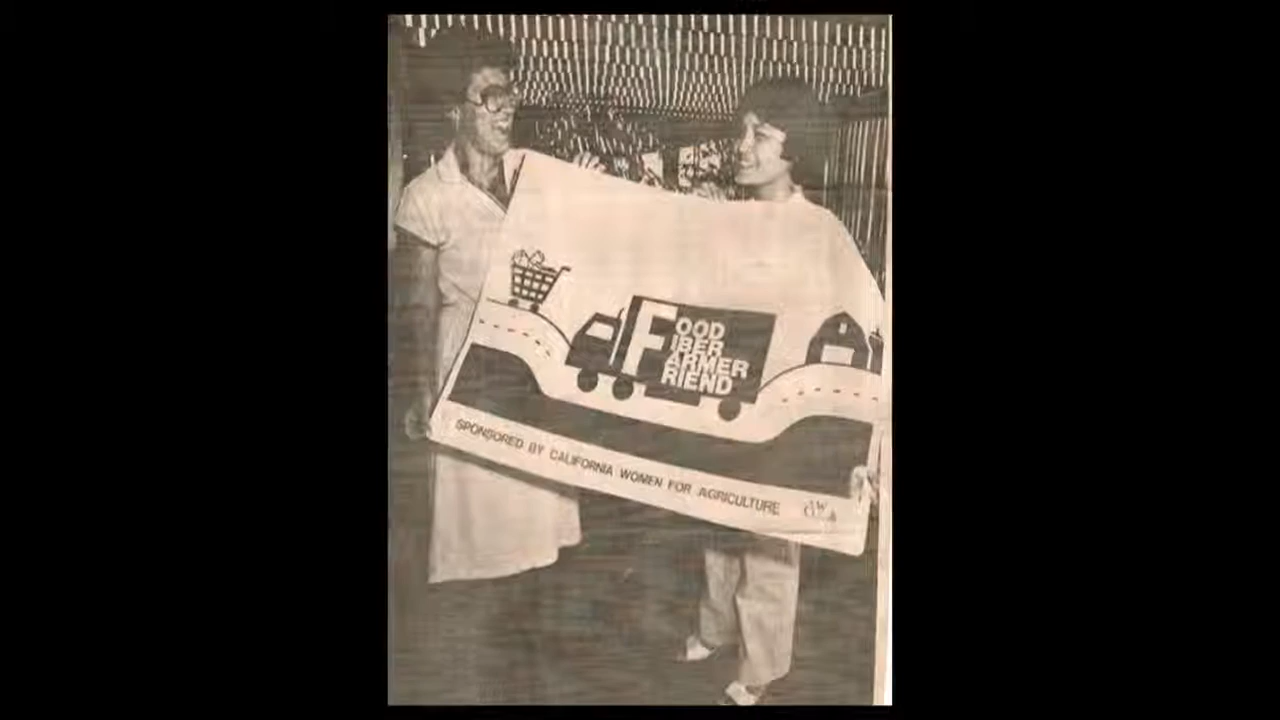 FOOD
FIBER
FARMER
FRIEND
SPONSORED BY CALIFORNIA WOMEN FOR AGRICULTURE